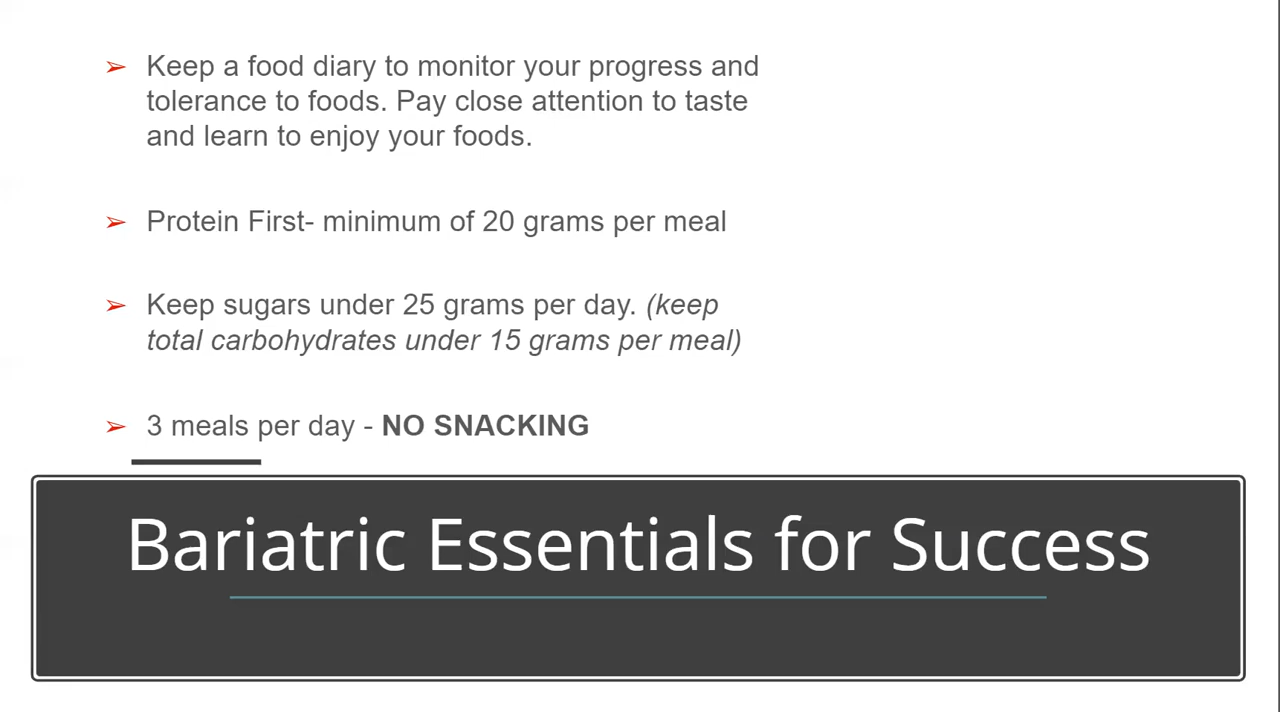 ➢ Keep a food diary to monitor your progress and
tolerance to foods. Pay close attention to taste
and learn to enjoy your foods.
➢ Protein First- minimum of 20 grams per meal
➢ Keep sugars under 25 grams per day. (keep
total carbohydrates under 15 grams per meal)
➢ 3 meals per day - NO SNACKING
Bariatric Essentials for Success